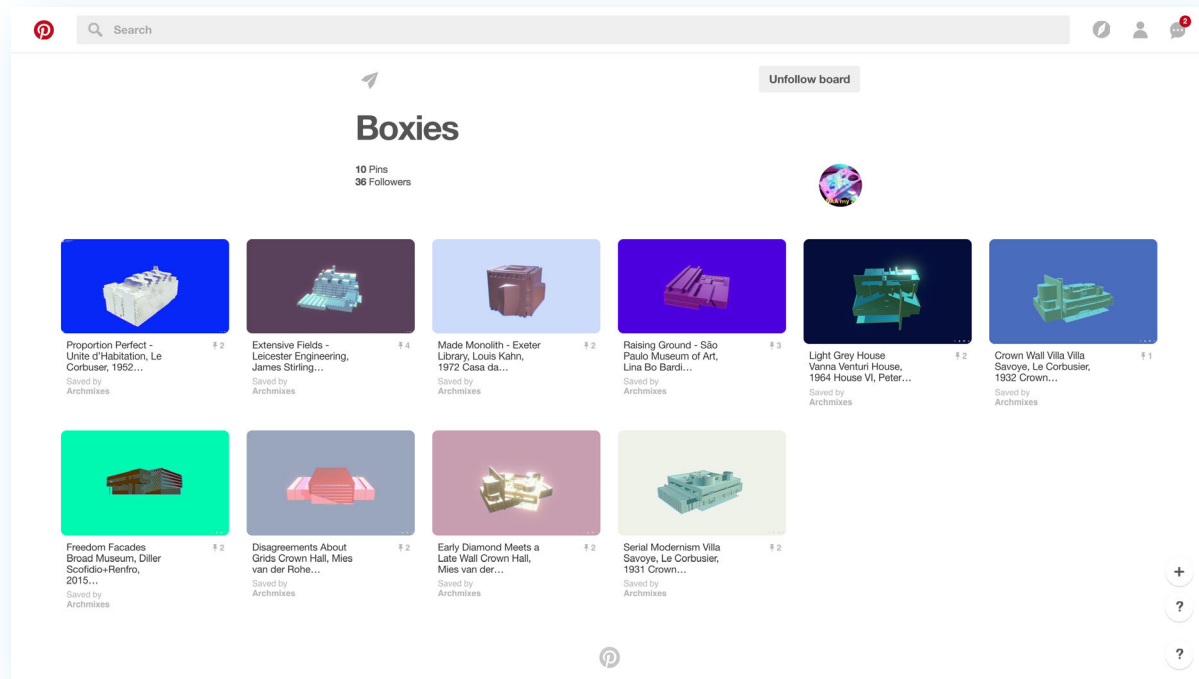 Search
2
Unfollow board
Boxies
10 Pins
36 Followers
Proportion Perfect -
Unite d'Habitation, Le
Corbuser, 1952...
2
Saved by
Archmixes
Extensive Fields -
Leicester Engineering,
James Stirling...
4
Saved by
Archmixes
Made Monolith - Exeter
Library, Louis Kahn,
1972 Casa da...
2
Saved by
Archmixes
Raising Ground - São
Paulo Museum of Art,
Lina Bo Bardi...
3
Saved by
Archmixes
Light Grey House
Vanna Venturi House,
1964 House VI, Peter...
2
Saved by
Archmixes
Crown Wall Villa Villa
Savoye, Le Corbusier,
1932 Crown...
1
Saved by
Archmixes
Freedom Facades
Broad Museum, Diller
Scofidio+Renfro,
2015...
2
Saved by
Archmixes
Disagreements About
Grids Crown Hall, Mies
van der Rohe...
2
Saved by
Archmixes
Early Diamond Meets a
Late Wall Crown Hall,
Mies van der...
2
Saved by
Archmixes
Serial Modernism Villa
Savoye, Le Corbusier,
1931 Crown...
2
Saved by
Archmixes
+
?
?